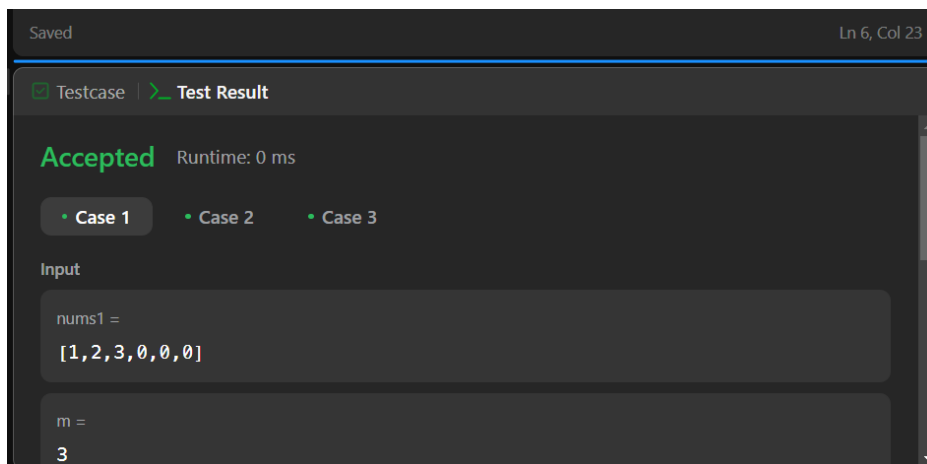 Saved Ln 6, Col 23
Testcase >_ Test Result
Accepted Runtime: 0 ms
• Case 1 • Case 2 • Case 3
Input
nums1 =
[1,2,3,0,0,0]
m =
3